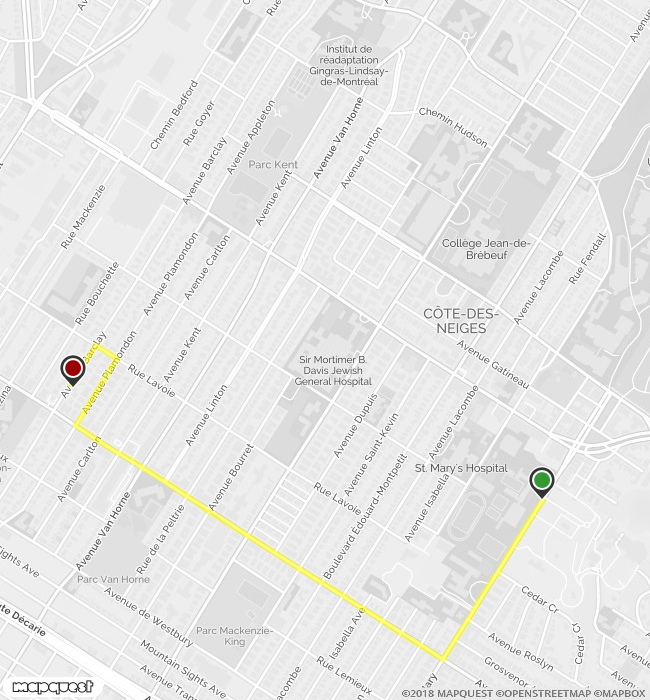 Institut de
réadaptation
Gingras-Lindsay-
de-Montréal
Chemin Bedford
Rue Goyer
Avenue Appleton
Avenue Van Horne
Avenue Linton
Chemin Hudson
Avenue Barclay
Parc Kent
Avenue Kent
Rue Mackenzie
Avenue Plamondon
Avenue Carlton
Collège Jean-de-
Brébeuf
Avenue Lacombe
Rue Fendall
Rue Bouchette
CÔTE-DES-
NEIGES
Avenue Gatineau
Avenue Plamondon
Avenue Kent
Rue Lavoie
Sir Mortimer B.
Davis Jewish
General Hospital
Avenue Linton
Avenue Dupuis
Avenue Saint-Kevin
Avenue Lacombe
Avenue Carlton
Avenue Bourret
St. Mary's Hospital
Avenue Isabella
Boulevard Edouard-Montpetit
Rue Lavoie
Avenue Van Horne
Rue de la Peltrie
Parc Van Horne
Avenue de Westbury
Cedar Cr
Cedar Cr
Isabella Ave
Parc Mackenzie-
King
Avenue Roslyn
Mountain Sights Ave
Rue Lemieux
Grosvenor
mapquest
©2018 MAPQUEST ©OPENSTREETMAP ©MAPBOX